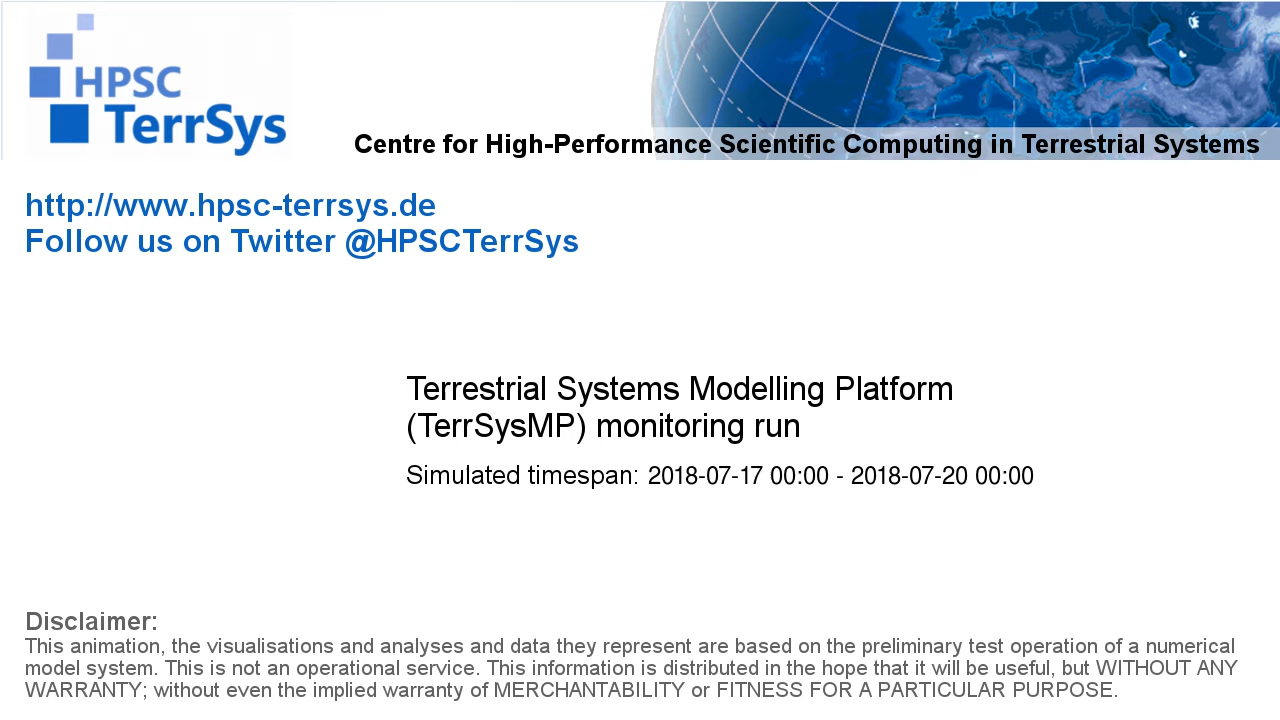 HPSC
TerrSys
Centre for High-Performance Scientific Computing in Terrestrial Systems
http://www.hpsc-terrsys.de
Follow us on Twitter @HPSCTerrSys
Terrestrial Systems Modelling Platform
(TerrSysMP) monitoring run
Simulated timespan: 2018-07-17 00:00 - 2018-07-20 00:00
Disclaimer:
This animation, the visualisations and analyses and data they represent are based on the preliminary test operation of a numerical
model system. This is not an operational service. This information is distributed in the hope that it will be useful, but WITHOUT ANY
WARRANTY; without even the implied warranty of MERCHANTABILITY or FITNESS FOR A PARTICULAR PURPOSE.